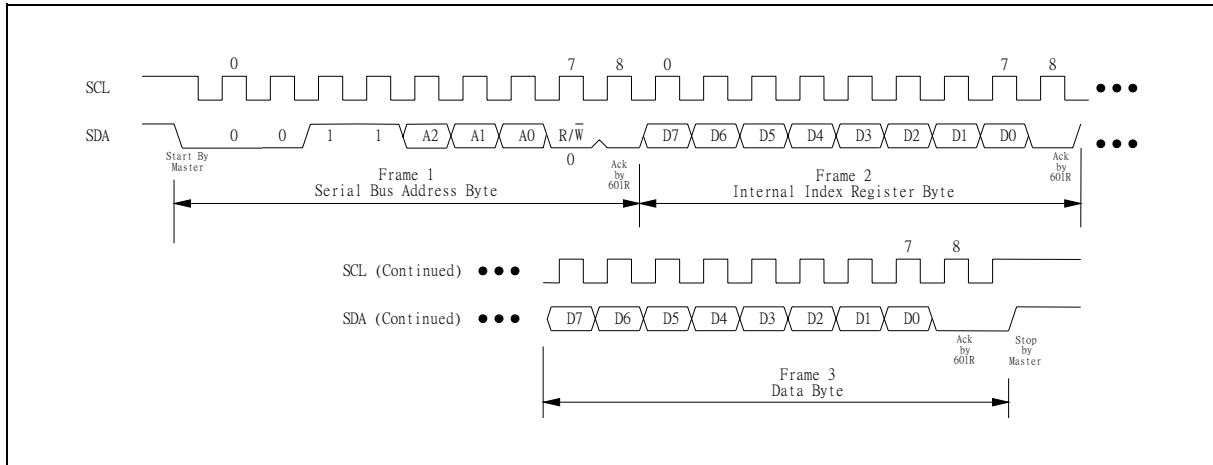 0 7 8 0 7 8
SCL
SDA 0 0 1 1 A2 A1 A0 R/W D7 D6 D5 D4 D3 D2 D1 D0
0
Start By
Master
Ack
by
601R
Ack
by
601R
Frame 1
Serial Bus Address Byte
Frame 2
Internal Index Register Byte
7 8
SCL (Continued)
SDA (Continued) D7 D6 D5 D4 D3 D2 D1 D0
Ack
by
601R
Stop
by
Master
Frame 3
Data Byte